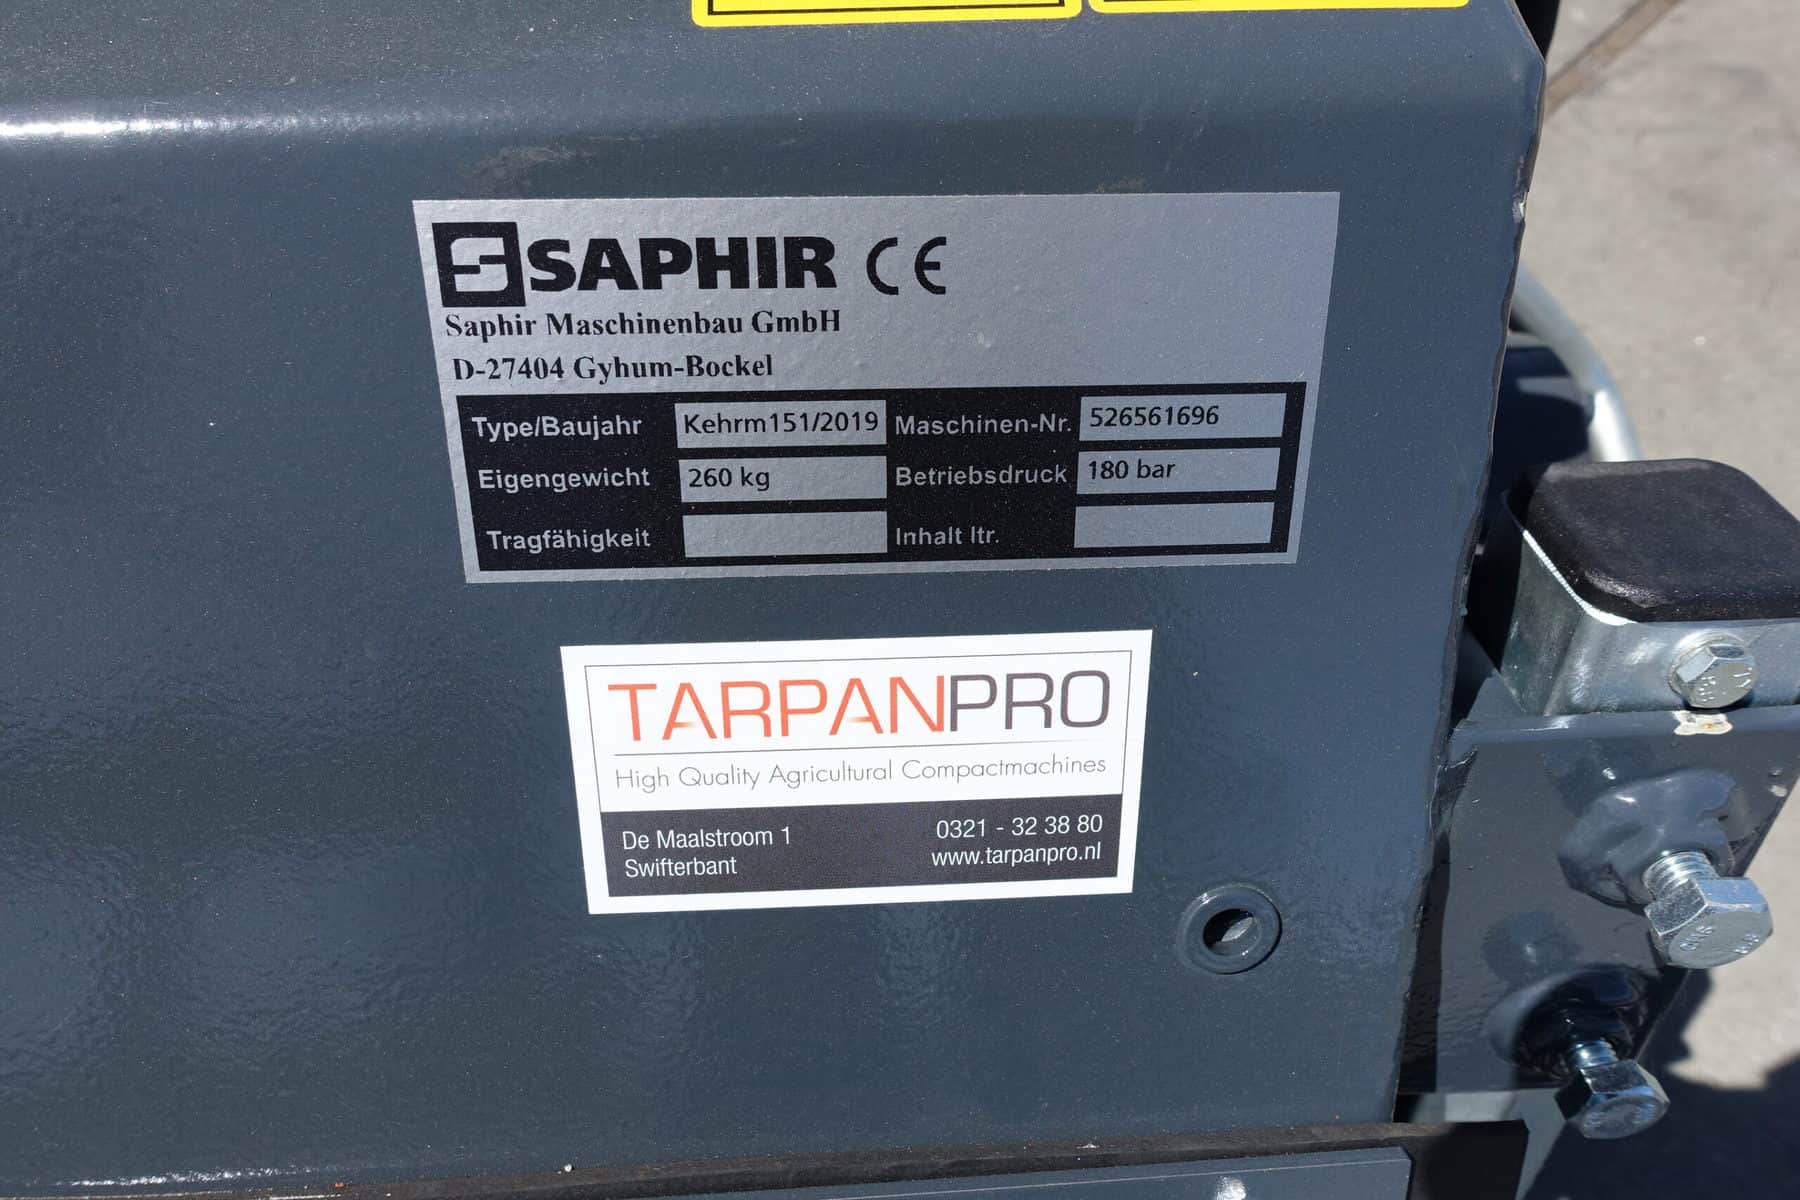 SAPHIR CE
Saphir Maschinenbau GmbH
D-27404 Gyhum-Bockel
Type/Baujahr Kehrm151/2019 Maschinen-Nr. 526561696
Eigengewicht 260 kg Betriebsdruck 180 bar
Tragfähigkeit Inhalt ltr.
TARPANPRO
High Quality Agricultural Compactmachines
De Maalstroom 1 0321 - 32 38 80
Swifterbant www.tarpanpro.nl